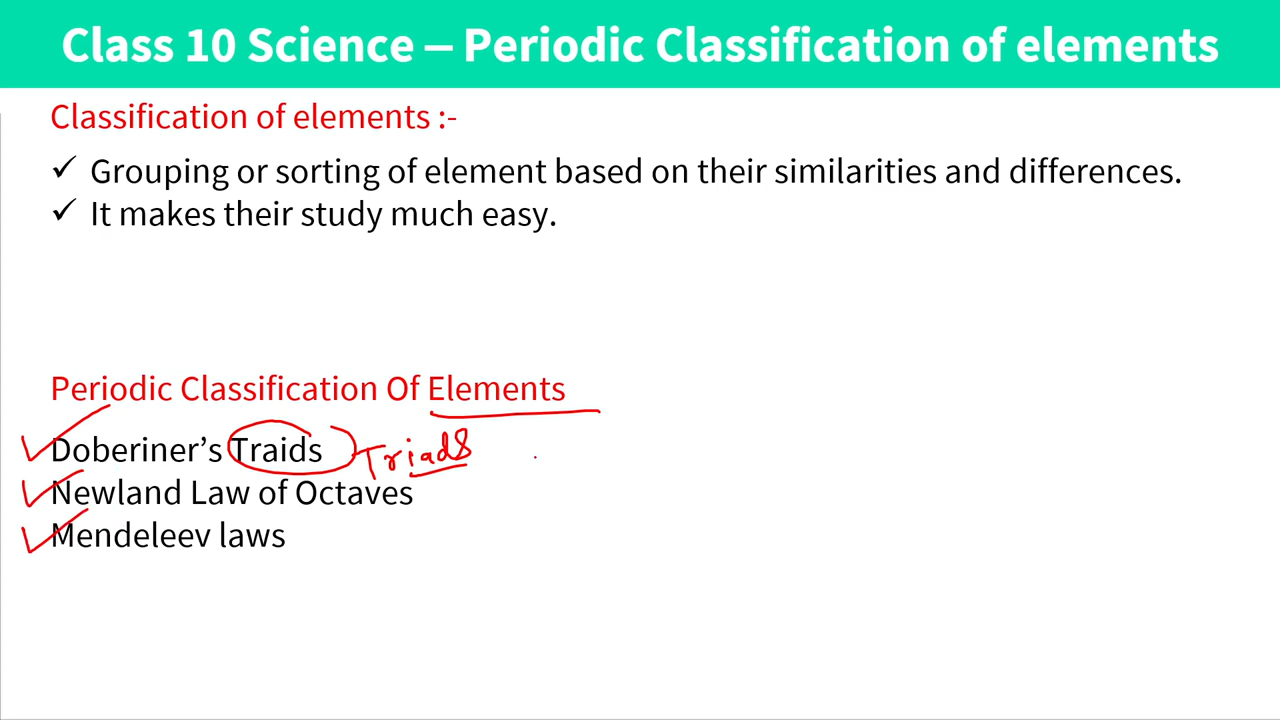 Class 10 Science – Periodic Classification of elements
Classification of elements :-
✓ Grouping or sorting of element based on their similarities and differences.
✓ It makes their study much easy.
Periodic Classification Of Elements
Doberiner’s Traids Triads
Newland Law of Octaves
Mendeleev laws